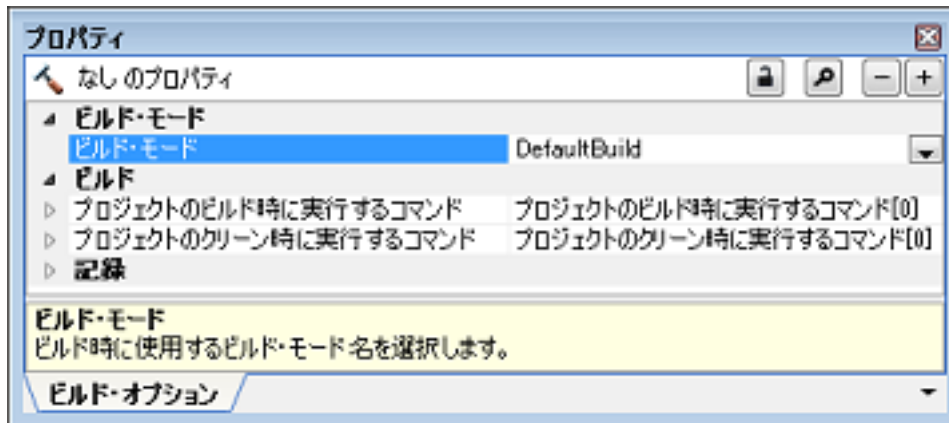 プロパティ
なし のプロパティ
ビルド・モード
ビルド・モード DefaultBuild
ビルド
プロジェクトのビルド時に実行するコマンド プロジェクトのビルド時に実行するコマンド[0]
プロジェクトのクリーン時に実行するコマンド プロジェクトのクリーン時に実行するコマンド[0]
記録
ビルド・モード
ビルド時に使用するビルド・モード名を選択します。
ビルド・オプション